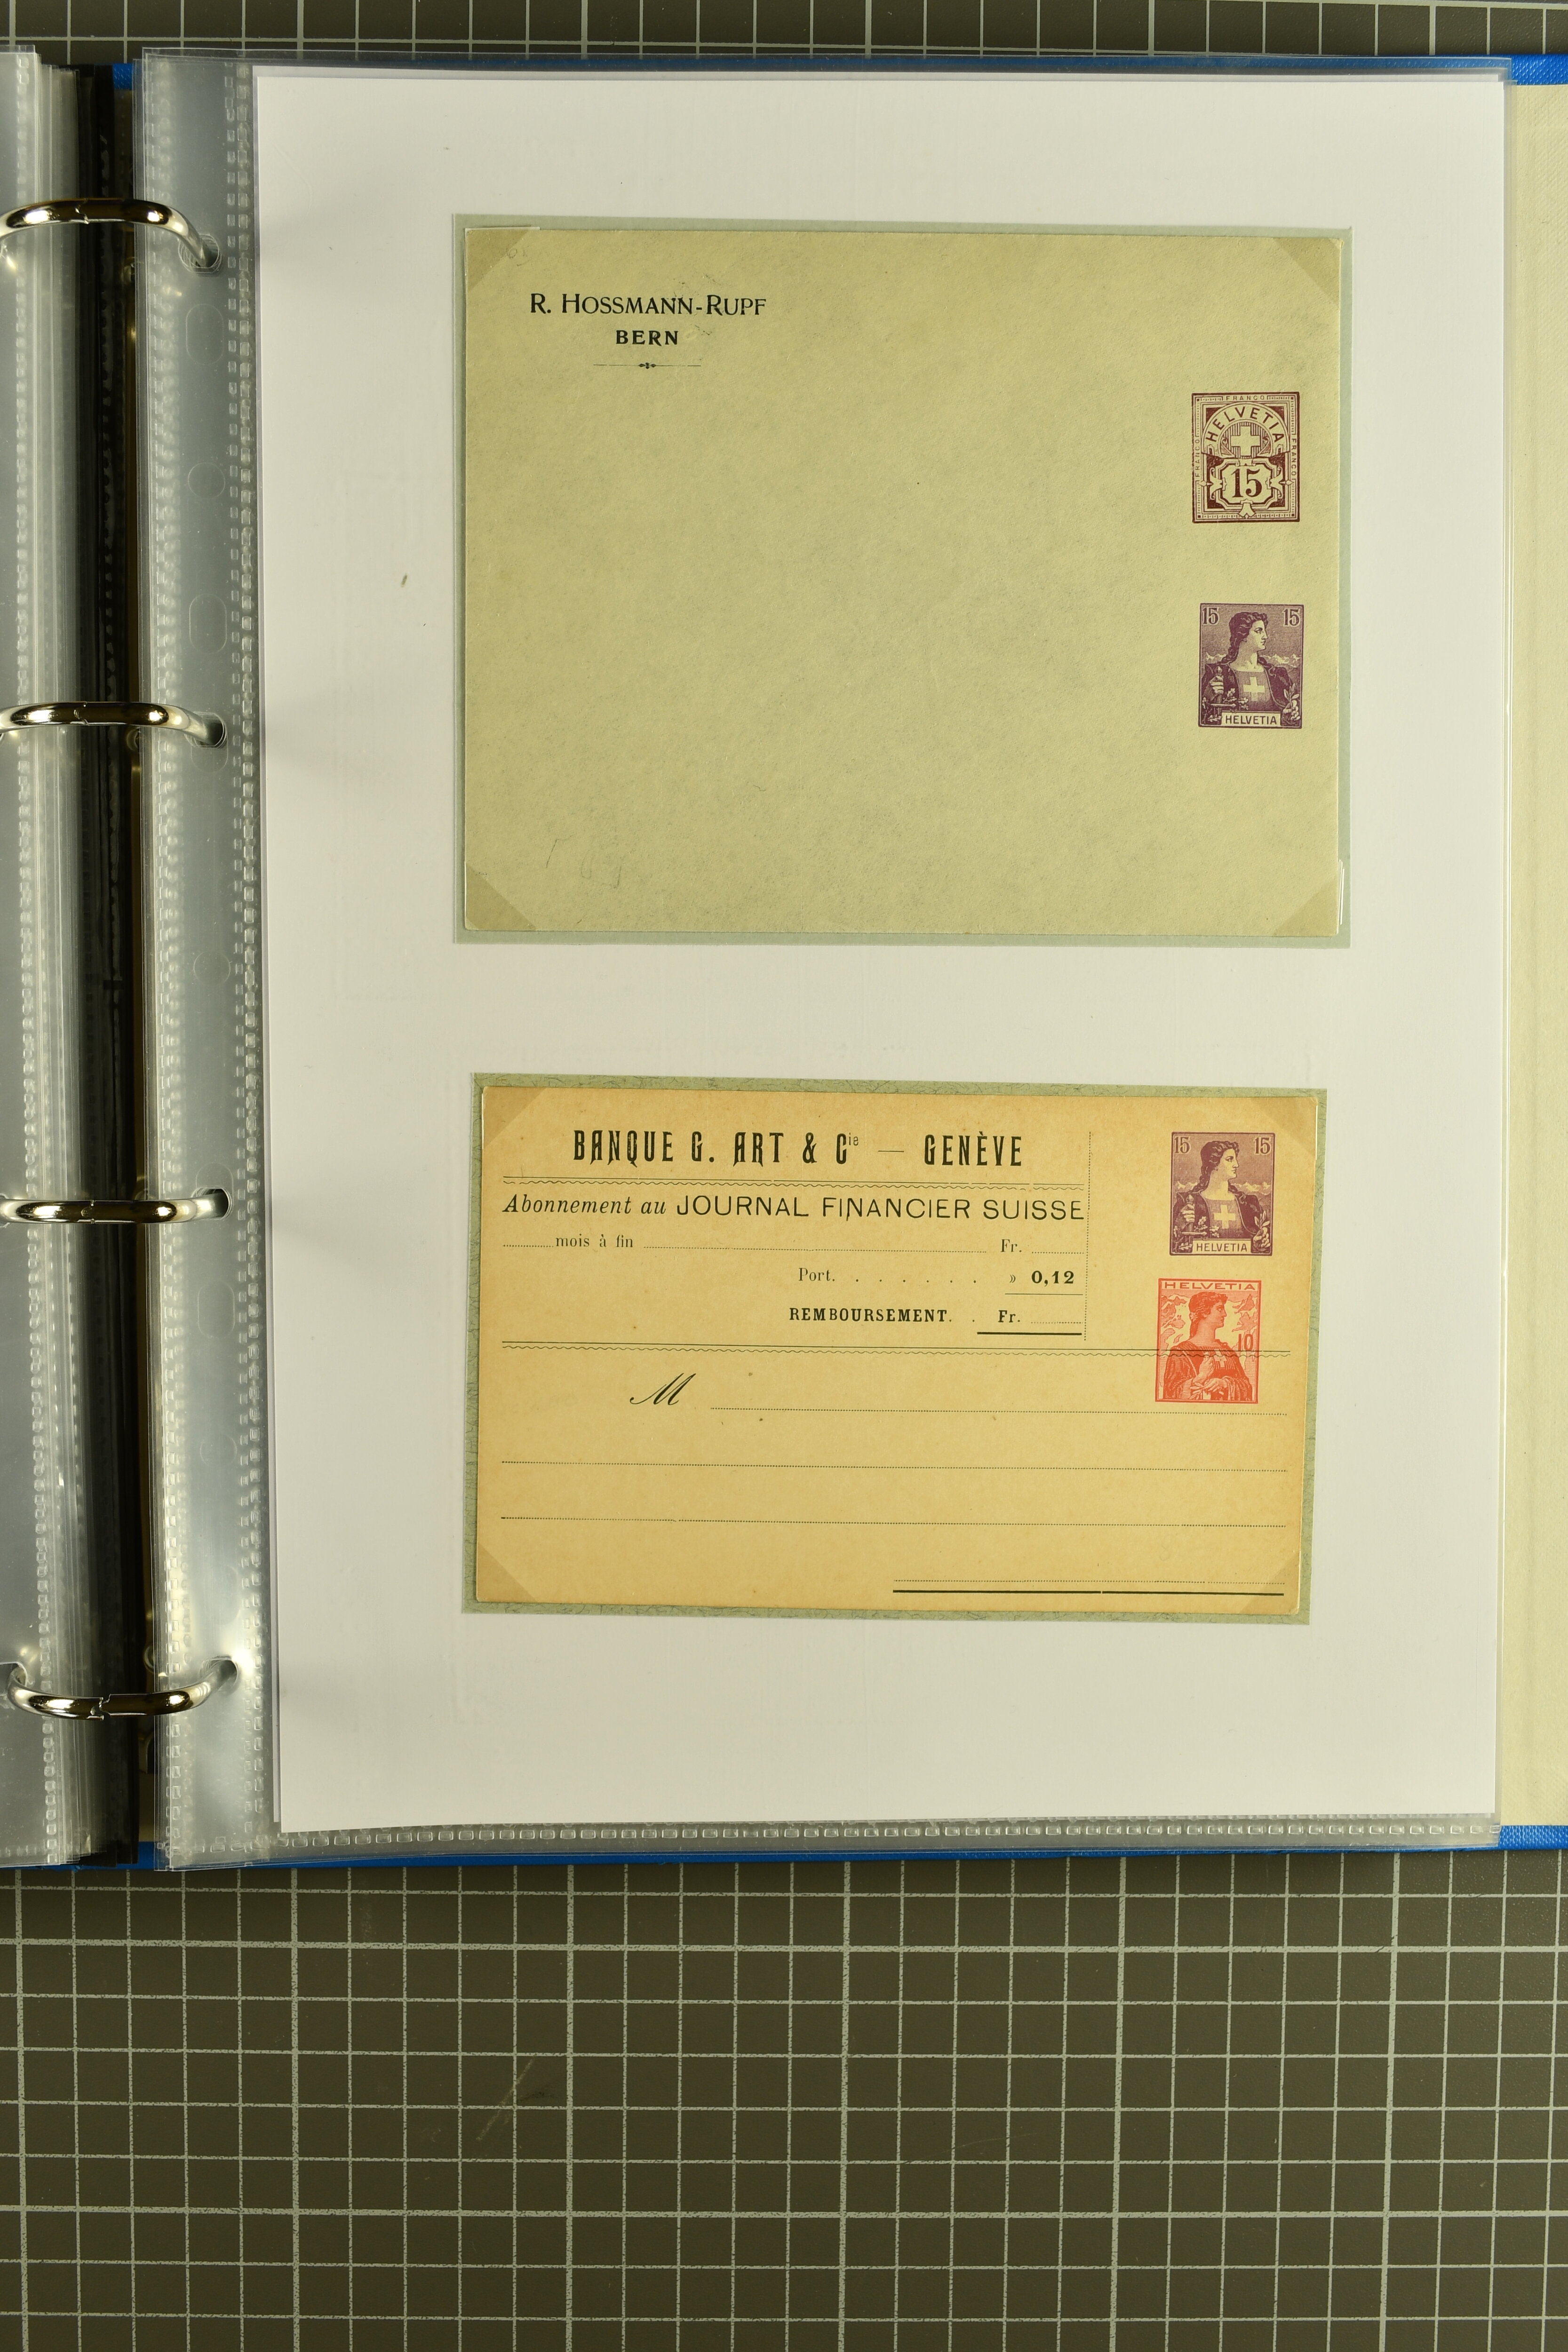 R. HOSSMANN-RUPF
BERN
FRANCO
FRANCO
FRANCO
HELVETIA
15
15 15
HELVETIA
BANQUE G. ART & Cie — GENÈVE
Abonnement au JOURNAL FINANCIER SUISSE
mois à fin Fr.
Port. . . . . . . » 0,12
REMBOURSEMENT. . Fr.
M
15 15
HELVETIA
HELVETIA
10